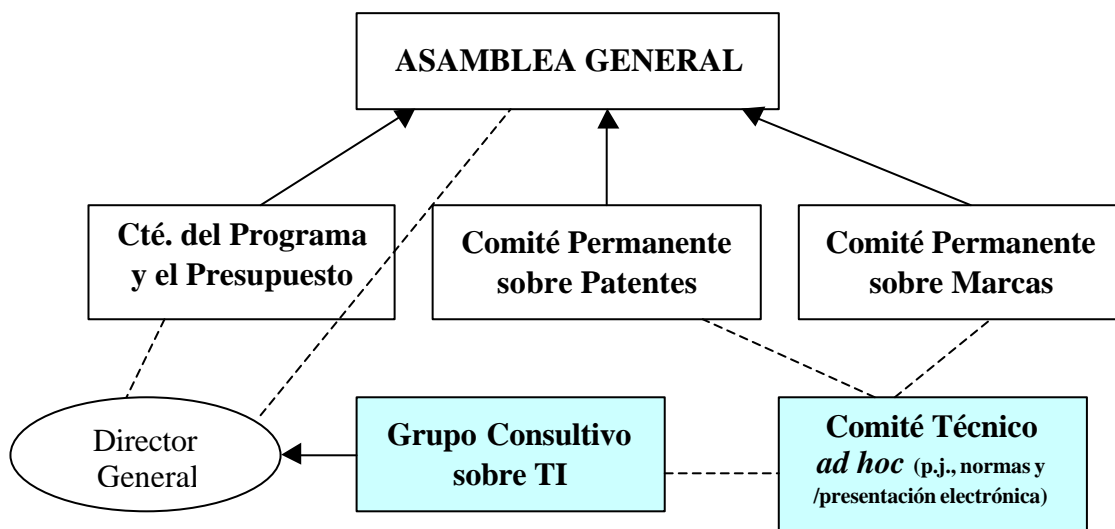 ASAMBLEA GENERAL
Cté. del Programa
y el Presupuesto
Comité Permanente
sobre Patentes
Comité Permanente
sobre Marcas
Director
General
Grupo Consultivo
sobre TI
Comité Técnico
ad hoc (p.j., normas y
/presentación electrónica)